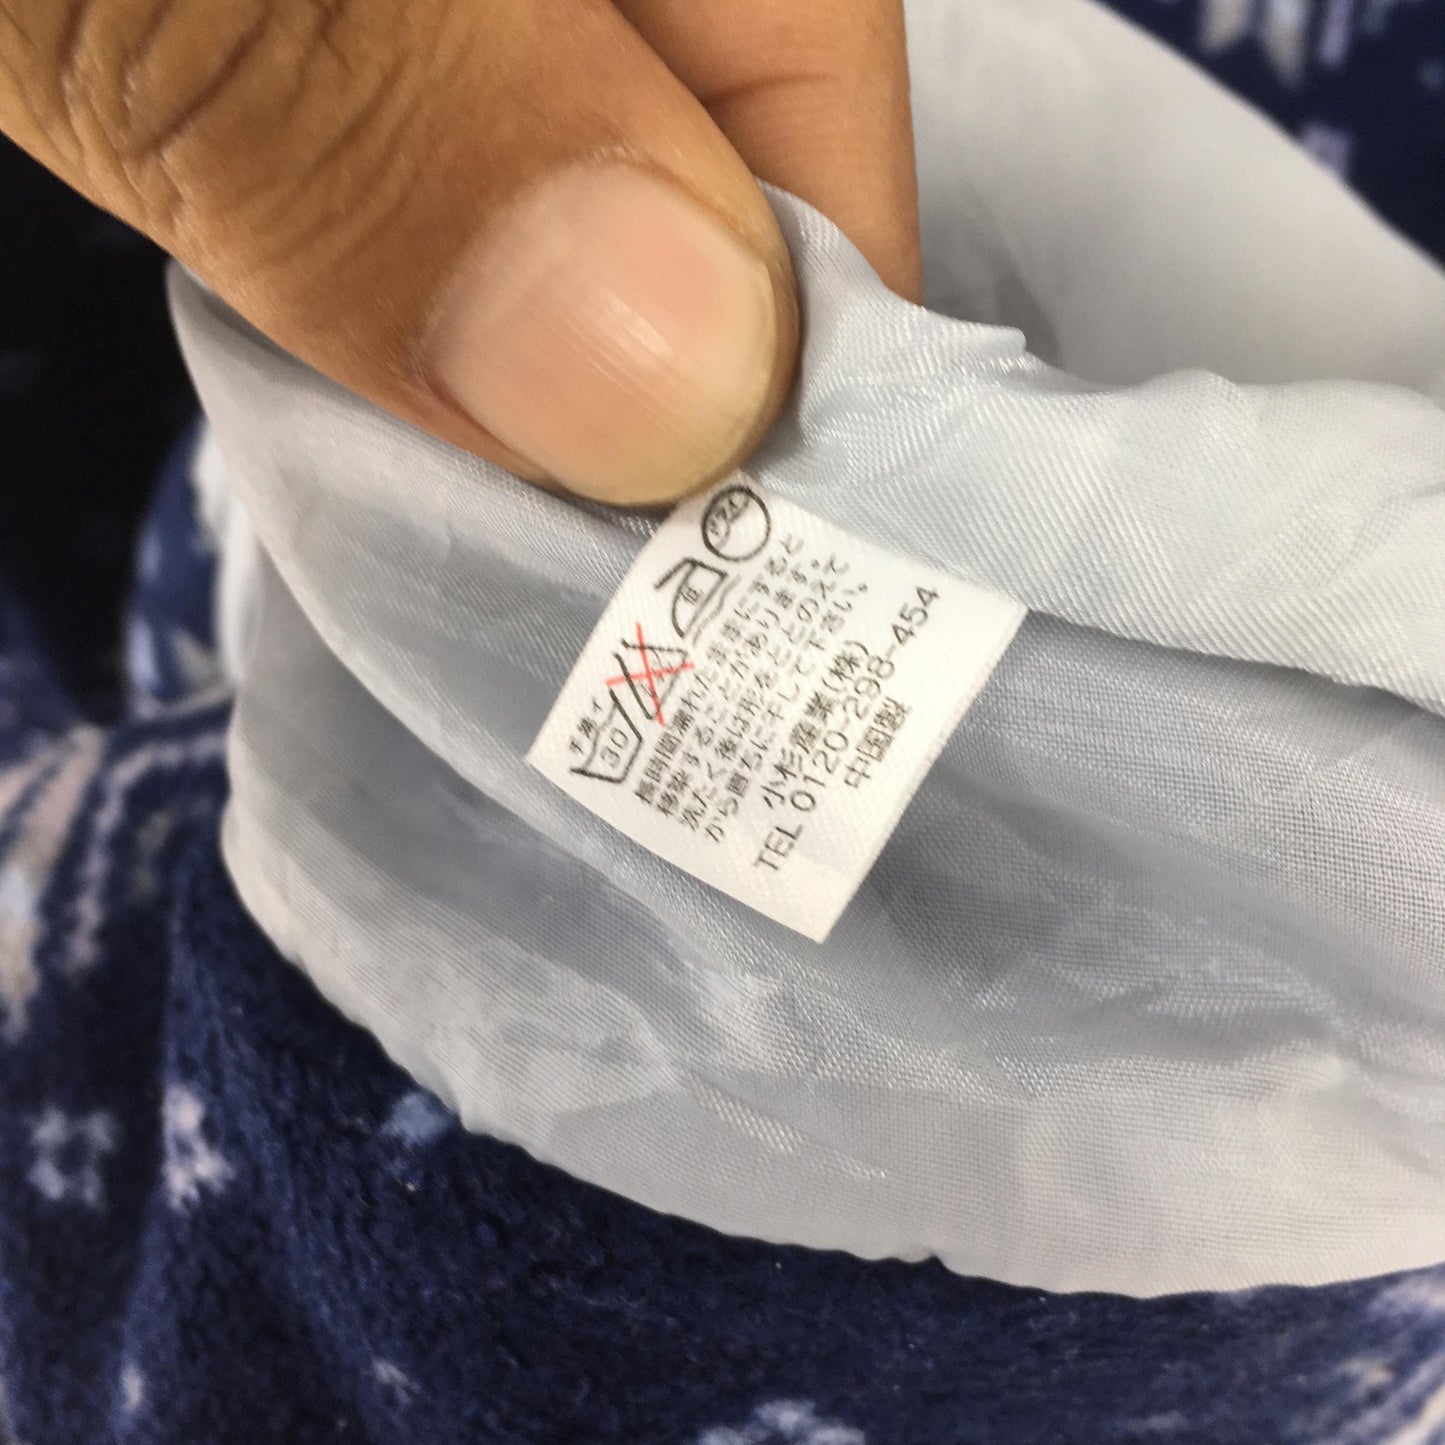 手洗イ
30
低
ドライ
長時間濡れたままにすると
移染することがあります。
洗たく後は形をととのえ
から直ちに干して下さい。
小杉産業(株)
TEL 0120-298-454
中国製